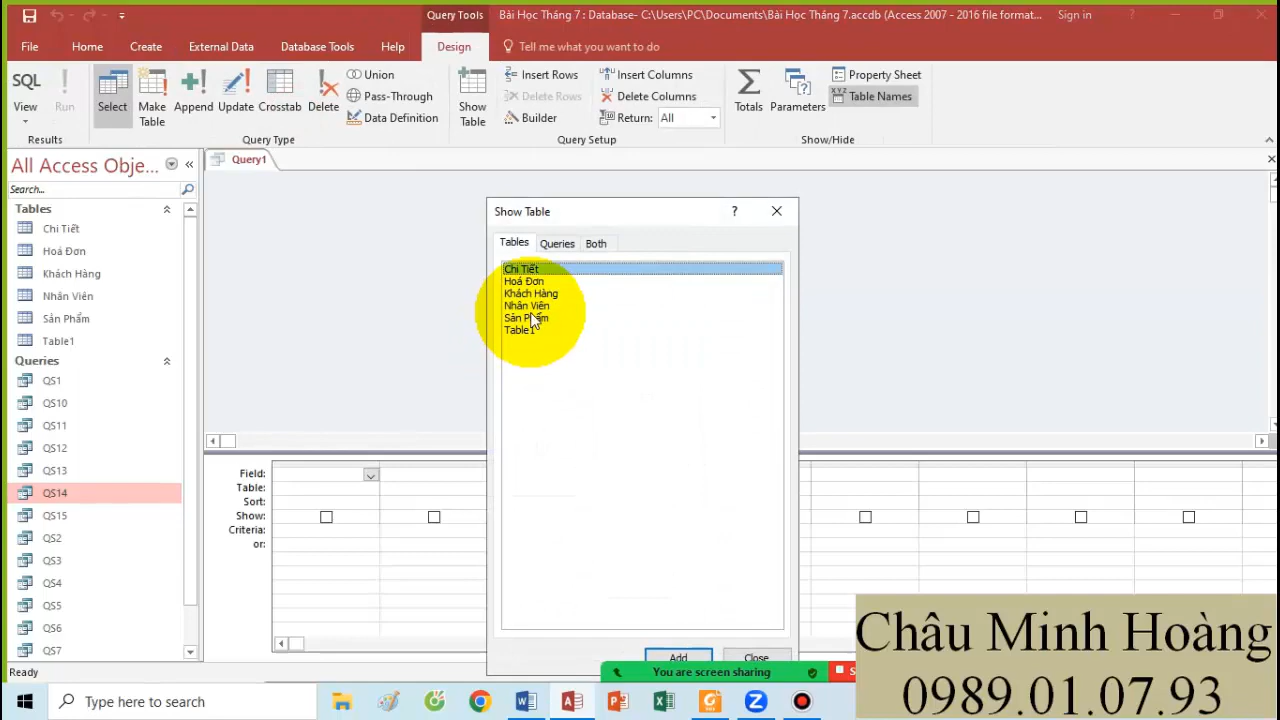 Query Tools
Bài Học Tháng 7 : Database- C:\Users\PC\Documents\Bài Học Tháng 7.accdb (Access 2007 - 2016 file format...
Sign in
?
File Home Create External Data Database Tools Help Design Tell me what you want to do
SQL
View
Run
Select
Make Table
Append
Update
Crosstab
Delete
Union
Pass-Through
Data Definition
Show Table
Insert Rows
Delete Rows
Builder
Insert Columns
Delete Columns
Return: All
Totals
Parameters
Property Sheet
XYZ Table Names
Results
Query Type
Query Setup
Show/Hide
All Access Obje...
Search...
Tables
Chi Tiết
Hoá Đơn
Khách Hàng
Nhân Viên
Sản Phẩm
Table1
Queries
QS1
QS10
QS11
QS12
QS13
QS14
QS15
QS2
QS3
QS4
QS5
QS6
QS7
Query1
Show Table
?
Tables Queries Both
Chi Tiết
Hoá Đơn
Khách Hàng
Nhân Viên
Sản Phẩm
Table1
Add
Close
Field:
Table:
Sort:
Show:
Criteria:
or:
You are screen sharing
Châu Minh Hoàng
0989.01.07.93
Ready
Type here to search